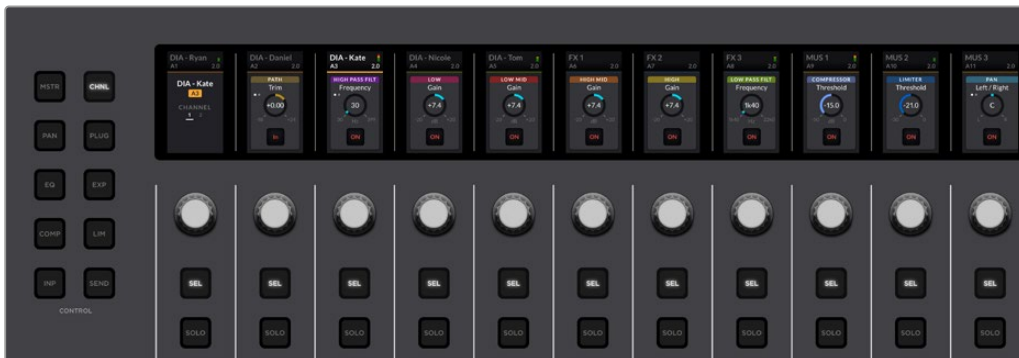 MSTR CHNL
PAN PLUG
EQ EXP
COMP LIM
INP SEND
CONTROL
DIA - Ryan
A1 2.0
DIA - Kate
A3
CHANNEL
1 2
DIA - Daniel
A2 2.0
PATH
Trim
+0.00
In
DIA - Kate
A3 2.0
HIGH PASS FILT
Frequency
30
ON
DIA - Nicole
A4 2.0
LOW
Gain
+7.4
dB
ON
DIA - Tom
A5 2.0
LOW MID
Gain
+7.4
dB
ON
FX 1
A6 2.0
HIGH MID
Gain
+7.4
dB
ON
FX 2
A7 2.0
HIGH
Gain
+7.4
dB
ON
FX 3
A8 2.0
LOW PASS FILT
Frequency
1k40
ON
MUS 1
A9 2.0
COMPRESSOR
Threshold
-15.0
dB
ON
MUS 2
A10 2.0
LIMITER
Threshold
-21.0
dB
ON
MUS 3
A11 2.0
PAN
Left / Right
C
ON
SEL SEL SEL SEL SEL SEL SEL SEL SEL SEL SEL
SOLO SOLO SOLO SOLO SOLO SOLO SOLO SOLO SOLO SOLO SOLO